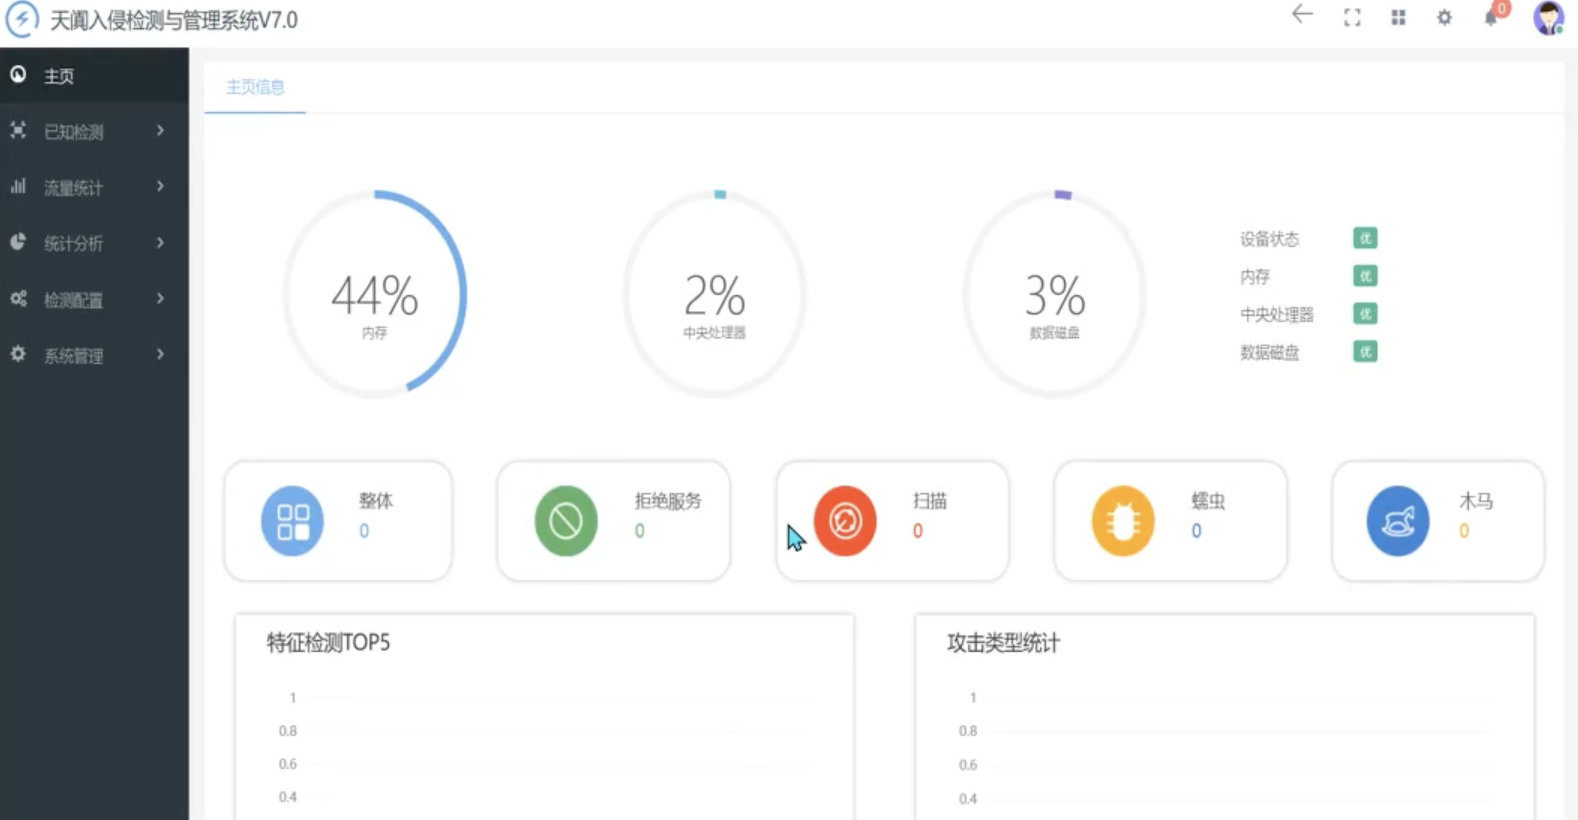 天阗入侵检测与管理系统V7.0
0
主页
已知检测
流量统计
统计分析
检测配置
系统管理
主页信息
44%
内存
2%
中央处理器
3%
数据磁盘
设备状态 优
内存 优
中央处理器 优
数据磁盘 优
整体
0
拒绝服务
0
扫描
0
蠕虫
0
木马
0
特征检测TOP5
1
0.8
0.6
0.4
攻击类型统计
1
0.8
0.6
0.4